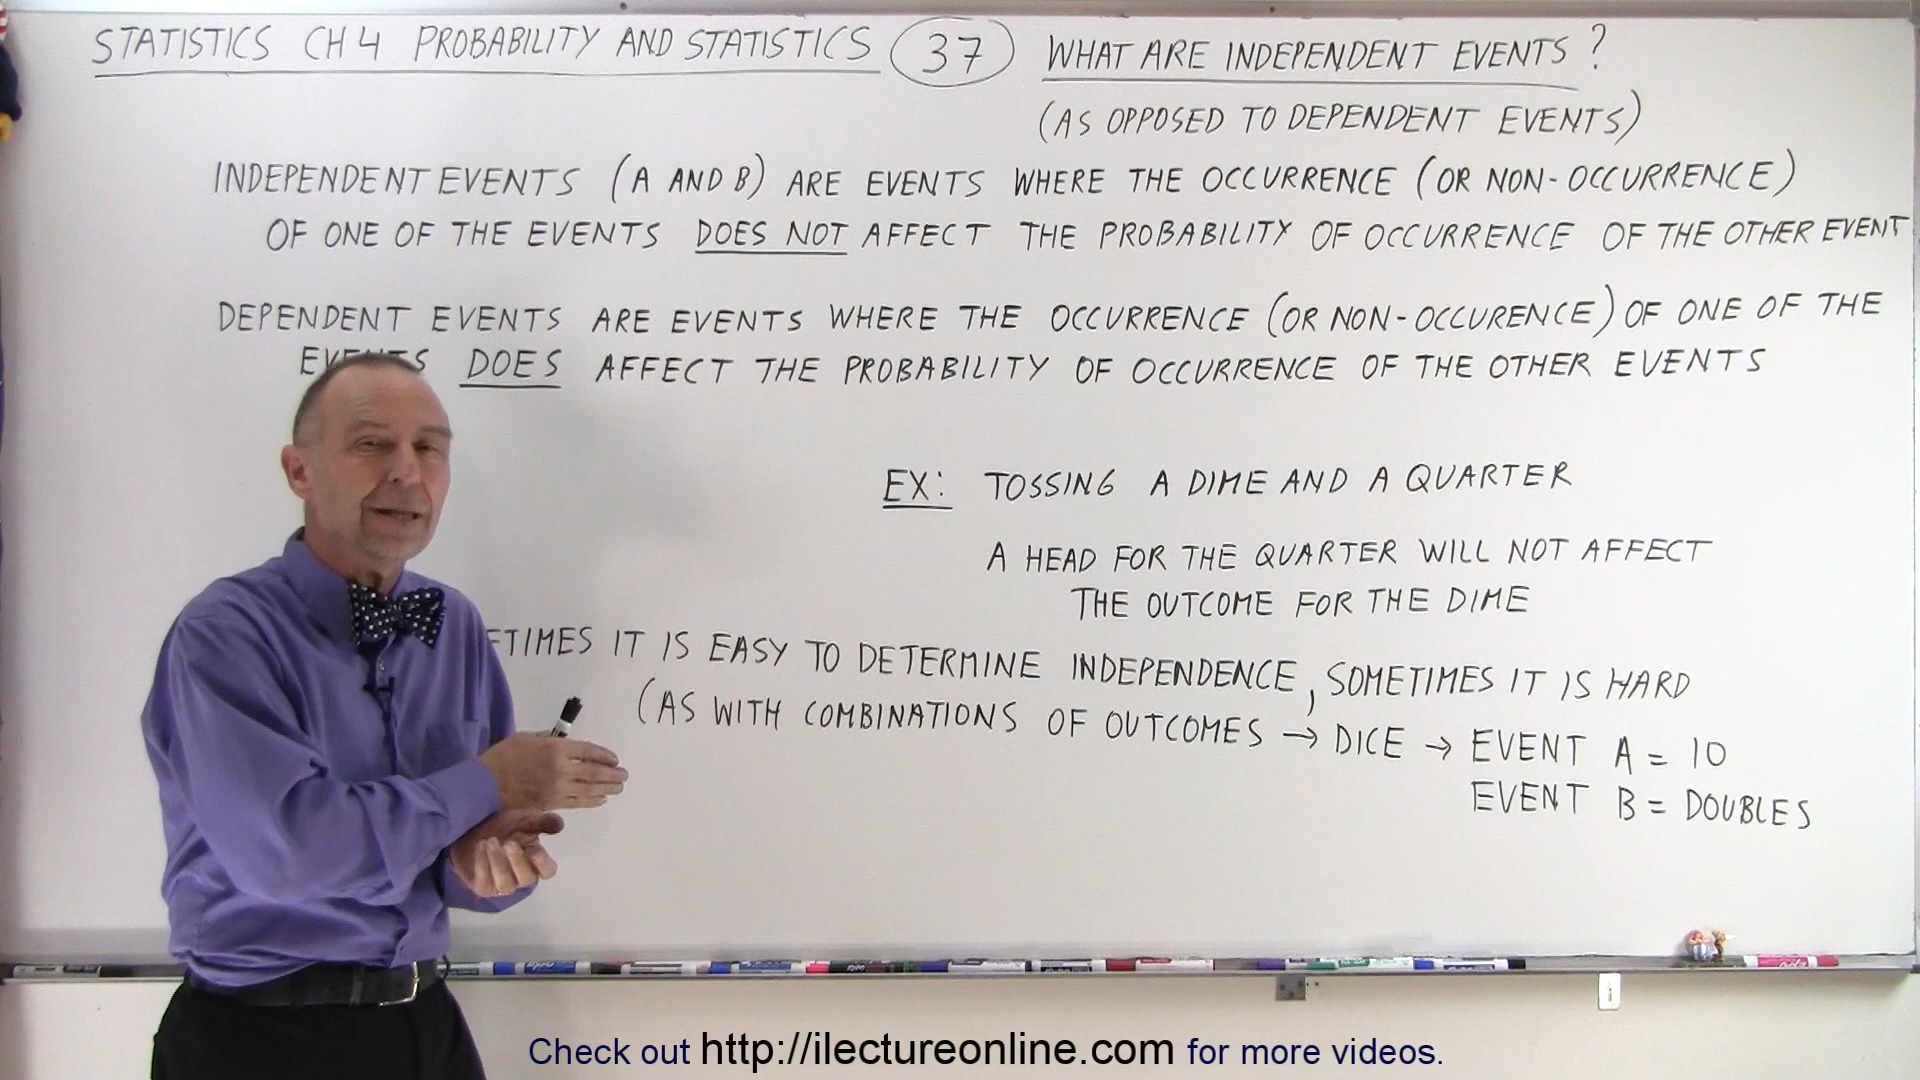 STATISTICS CH 4 PROBABILITY AND STATISTICS 37 WHAT ARE INDEPENDENT EVENTS?
(AS OPPOSED TO DEPENDENT EVENTS)
INDEPENDENT EVENTS (A AND B) ARE EVENTS WHERE THE OCCURRENCE (OR NON-OCCURRENCE)
OF ONE OF THE EVENTS DOES NOT AFFECT THE PROBABILITY OF OCCURRENCE OF THE OTHER EVENT
DEPENDENT EVENTS ARE EVENTS WHERE THE OCCURRENCE (OR NON-OCCURENCE) OF ONE OF THE
EVENTS DOES AFFECT THE PROBABILITY OF OCCURRENCE OF THE OTHER EVENTS
EX: TOSSING A DIME AND A QUARTER
A HEAD FOR THE QUARTER WILL NOT AFFECT
THE OUTCOME FOR THE DIME
ETIMES IT IS EASY TO DETERMINE INDEPENDENCE, SOMETIMES IT IS HARD
(AS WITH COMBINATIONS OF OUTCOMES → DICE → EVENT A = 10
EVENT B = DOUBLES
Check out http://ilectureonline.com for more videos.